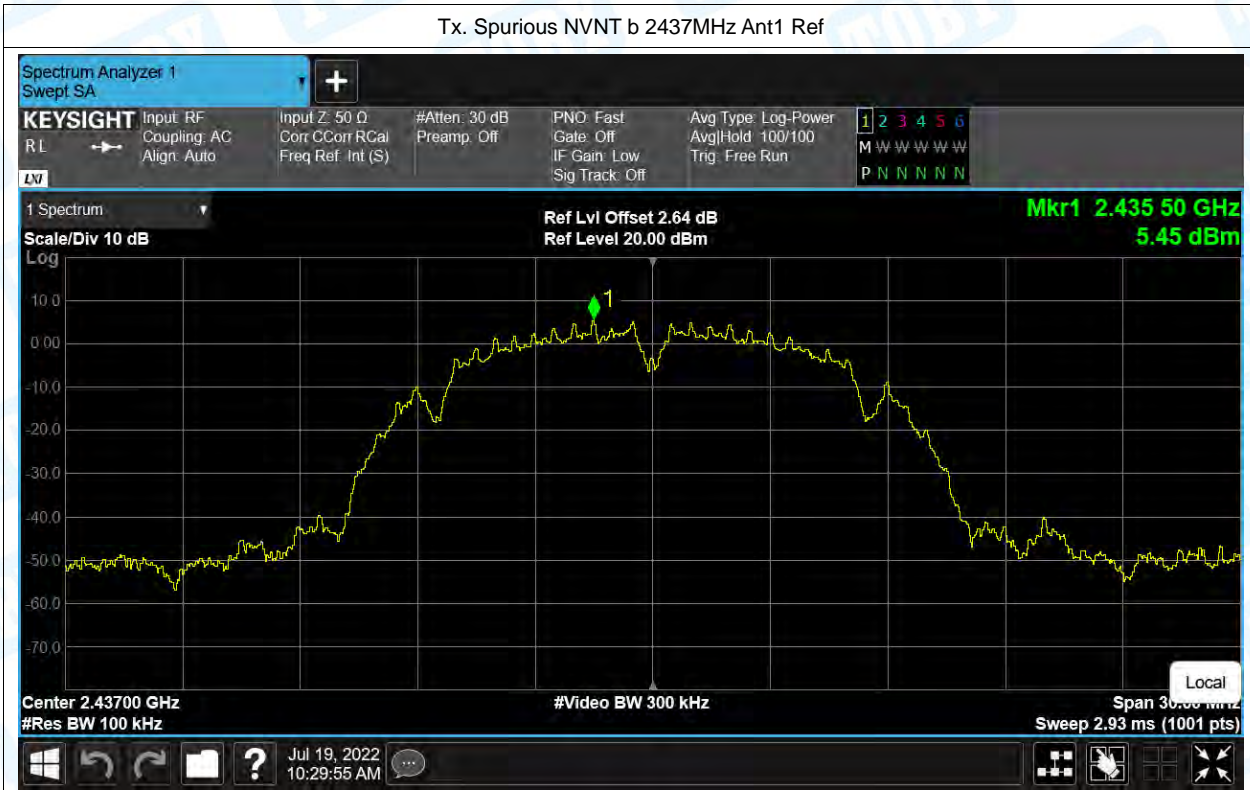 Tx. Spurious NVNT b 2437MHz Ant1 Ref
Spectrum Analyzer 1
Swept SA
+
KEYSIGHT
R L
LXI
Input: RF
Coupling: AC
Align: Auto
Input Z: 50 Ω
Corr CCorr RCal
Freq Ref: Int (S)
#Atten: 30 dB
Preamp: Off
PNO: Fast
Gate: Off
IF Gain: Low
Sig Track: Off
Avg Type: Log-Power
Avg|Hold: 100/100
Trig: Free Run
1 2 3 4 5 6
M W W W W W W
P N N N N N N
1 Spectrum
Scale/Div 10 dB
Log
Ref Lvl Offset 2.64 dB
Ref Level 20.00 dBm
Mkr1 2.435 50 GHz
5.45 dBm
1
10.0
0.00
-10.0
-20.0
-30.0
-40.0
-50.0
-60.0
-70.0
Local
Center 2.43700 GHz
#Res BW 100 kHz
#Video BW 300 kHz
Span 30.00 MHz
Sweep 2.93 ms (1001 pts)
?
Jul 19, 2022
10:29:55 AM